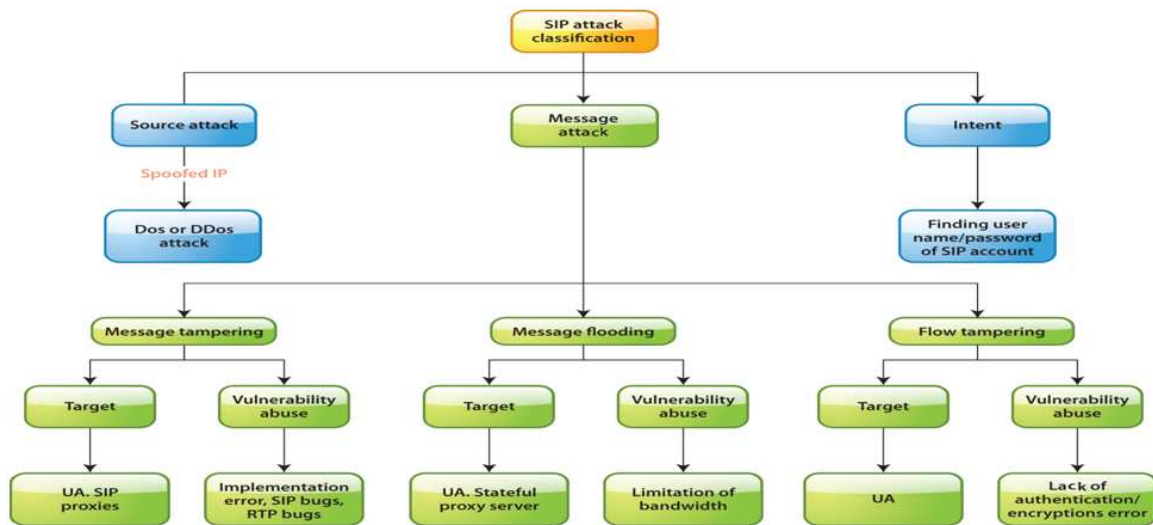 SIP attack
classification
Source attack
Message
attack
Intent
Spoofed IP
Dos or DDos
attack
Finding user
name/password
of SIP account
Message tampering
Message flooding
Flow tampering
Target
Vulnerability
abuse
Target
Vulnerability
abuse
Target
Vulnerability
abuse
UA. SIP
proxies
Implementation
error, SIP bugs,
RTP bugs
UA. Stateful
proxy server
Limitation of
bandwidth
UA
Lack of
authentication/
encryptions error